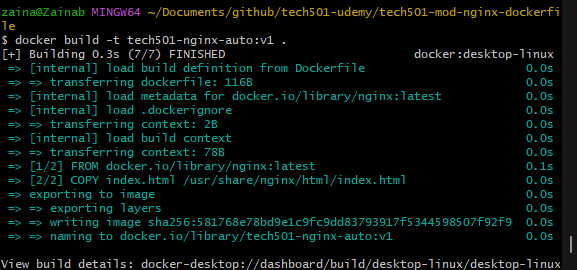 zaina@Zainab MINGW64 ~/Documents/github/tech501-udemy/tech501-mod-nginx-dockerfi
le
$ docker build -t tech501-nginx-auto:v1 .
[+] Building 0.3s (7/7) FINISHED docker:desktop-linux
=> [internal] load build definition from Dockerfile 0.0s
=> => transferring dockerfile: 116B 0.0s
=> [internal] load metadata for docker.io/library/nginx:latest 0.0s
=> [internal] load .dockerignore 0.0s
=> => transferring context: 2B 0.0s
=> [internal] load build context 0.0s
=> => transferring context: 78B 0.0s
=> [1/2] FROM docker.io/library/nginx:latest 0.1s
=> [2/2] COPY index.html /usr/share/nginx/html/index.html 0.0s
=> exporting to image 0.0s
=> => exporting layers 0.0s
=> => writing image sha256:581768e78bd9e1c9fc9dd83793917f5344598507f92f9 0.0s
=> => naming to docker.io/library/tech501-nginx-auto:v1 0.0s
View build details: docker-desktop://dashboard/build/desktop-linux/desktop-linux